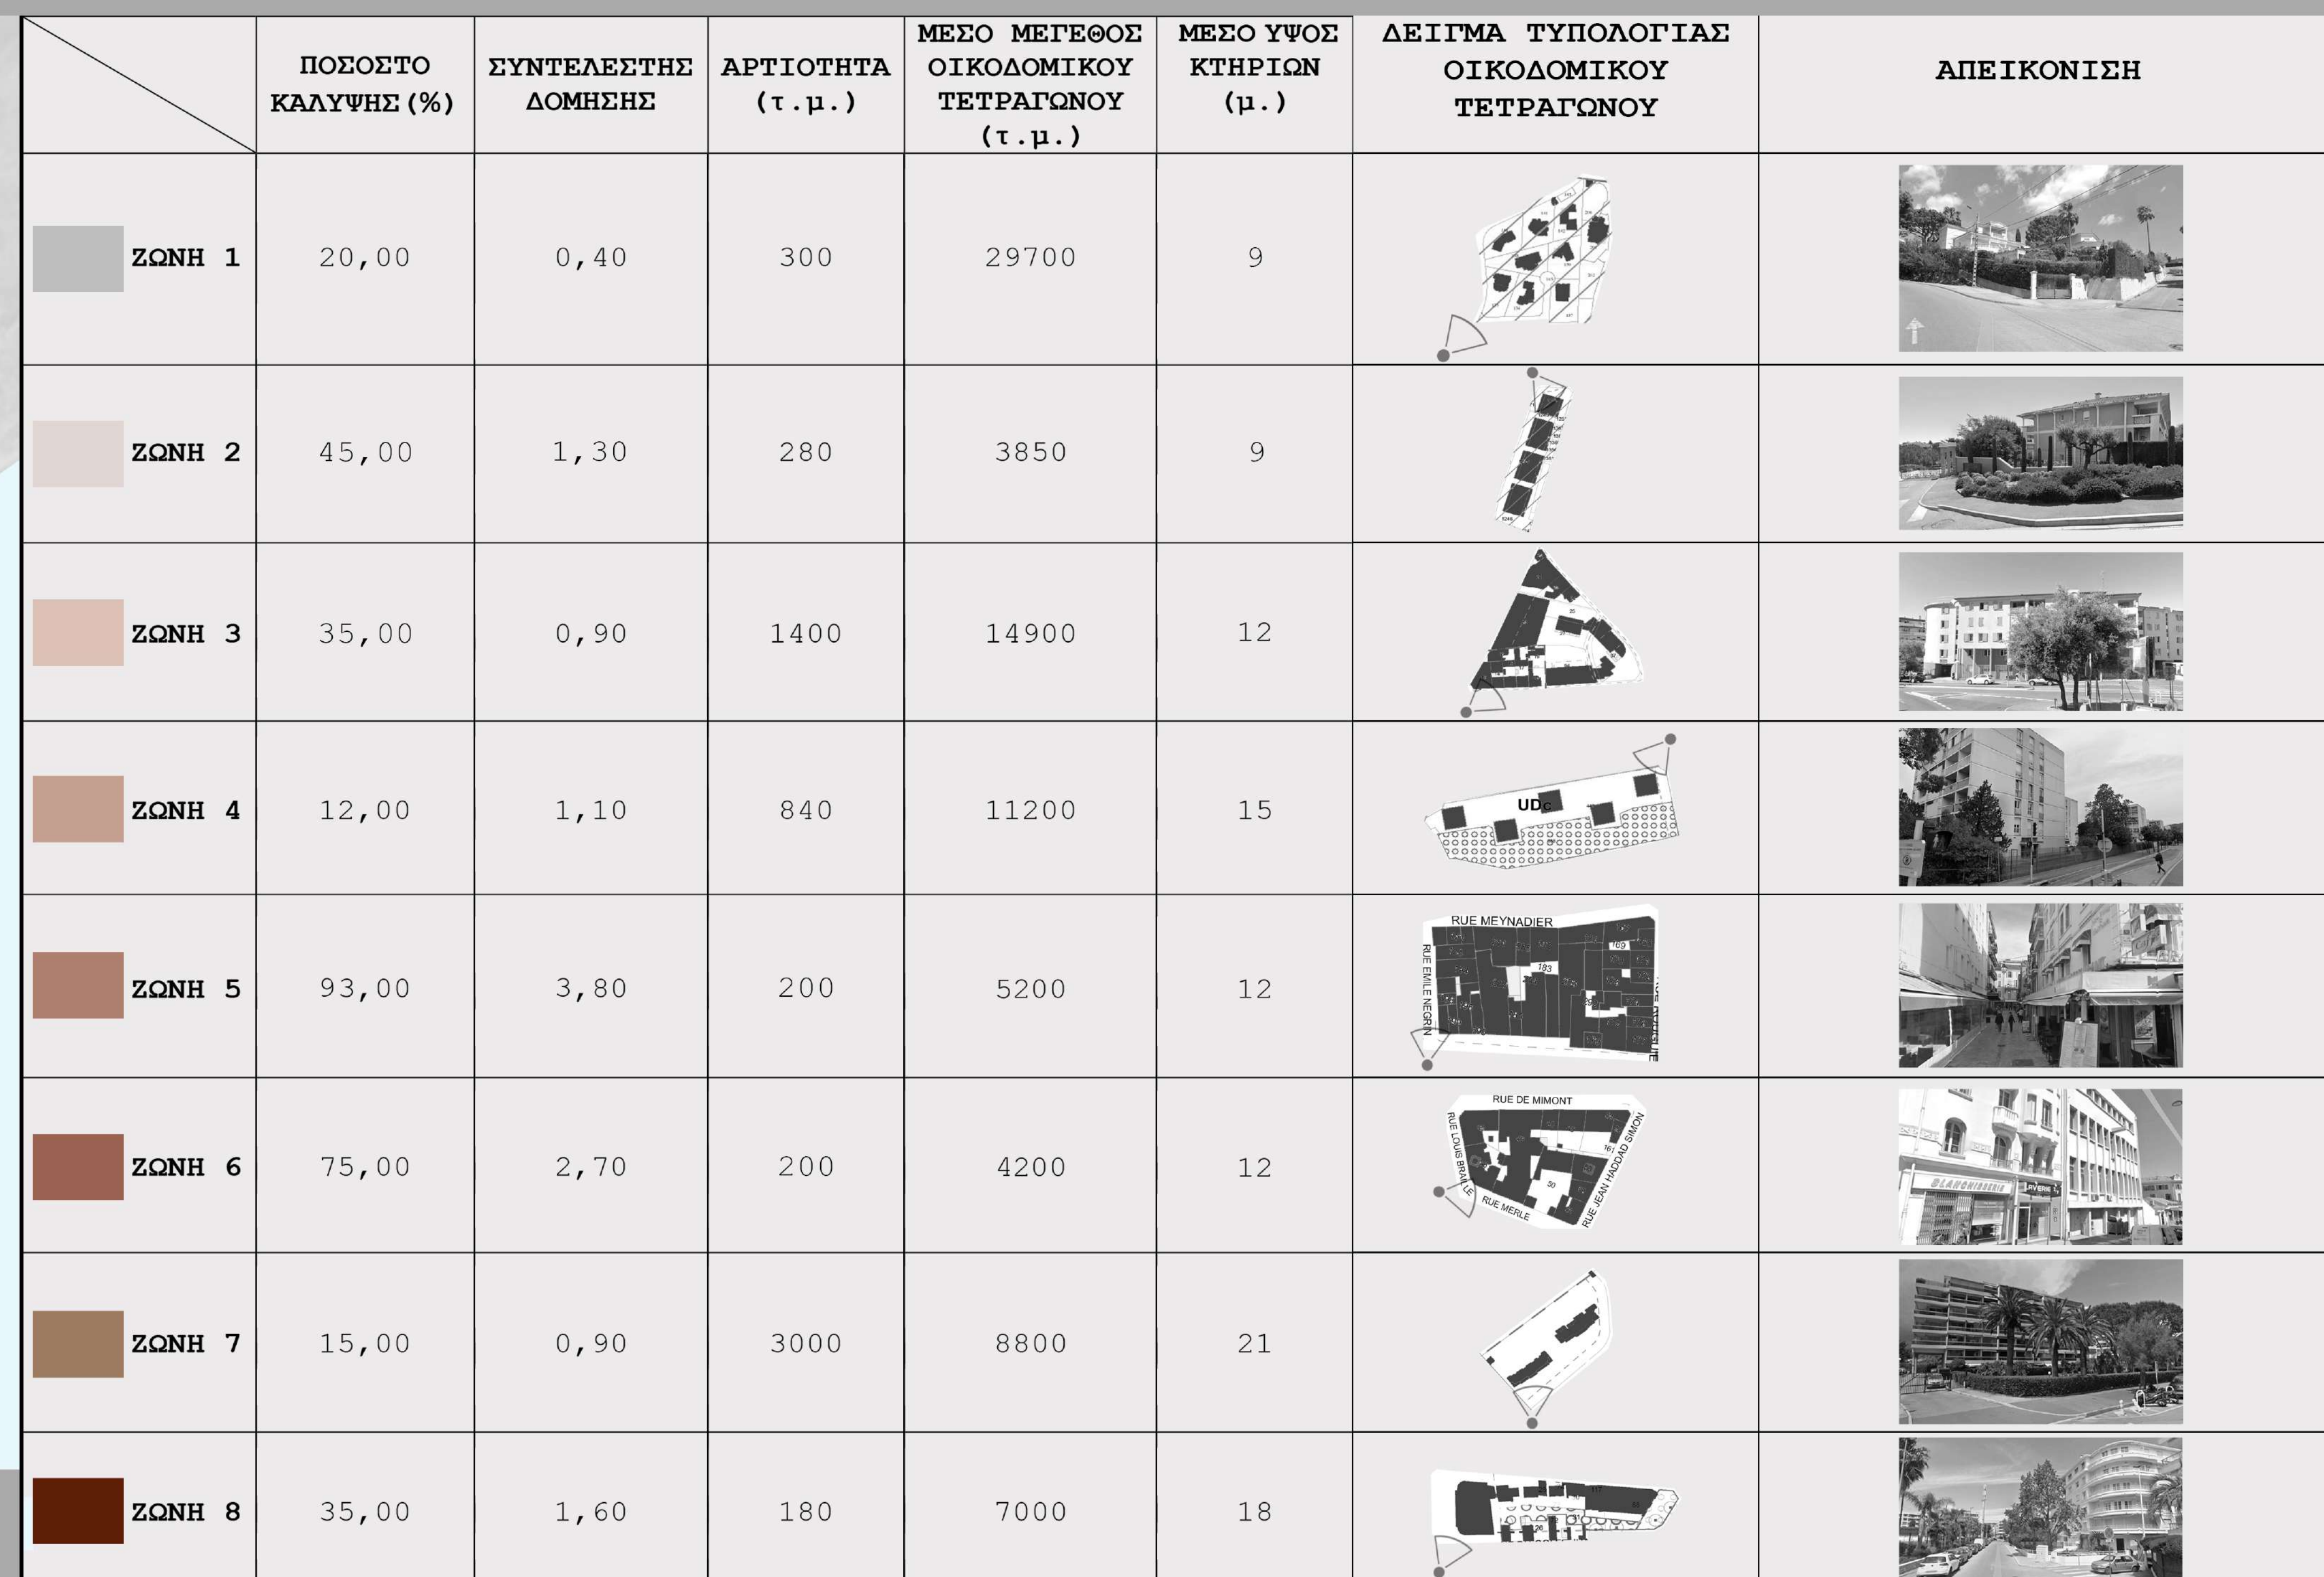 ΠΟΣΟΣΤΟ
ΚΑΛΥΨΗΣ (%)
ΣΥΝΤΕΛΕΣΤΗΣ
ΔΟΜΗΣΗΣ
ΑΡΤΙΟΤΗΤΑ
(τ.μ.)
ΜΕΣΟ ΜΕΓΕΘΟΣ
ΟΙΚΟΔΟΜΙΚΟΥ
ΤΕΤΡΑΓΩΝΟΥ
(τ.μ.)
ΜΕΣΟ ΥΨΟΣ
ΚΤΗΡΙΩΝ
(μ.)
ΔΕΙΓΜΑ ΤΥΠΟΛΟΓΙΑΣ
ΟΙΚΟΔΟΜΙΚΟΥ
ΤΕΤΡΑΓΩΝΟΥ
ΑΠΕΙΚΟΝΙΣΗ
ΖΩΝΗ 1 20,00 0,40 300 29700 9
ΖΩΝΗ 2 45,00 1,30 280 3850 9
ΖΩΝΗ 3 35,00 0,90 1400 14900 12
ΖΩΝΗ 4 12,00 1,10 840 11200 15
UDc
ΖΩΝΗ 5 93,00 3,80 200 5200 12
RUE MEYNADIER
RUE EMILE NEGRIN
169
183
ΖΩΝΗ 6 75,00 2,70 200 4200 12
RUE DE MIMONT
RUE LOUIS BRAILLE
RUE MERLE
RUE JEAN HADDAD SIMON
161
50
BLANCHISSERIE
ΖΩΝΗ 7 15,00 0,90 3000 8800 21
ΖΩΝΗ 8 35,00 1,60 180 7000 18